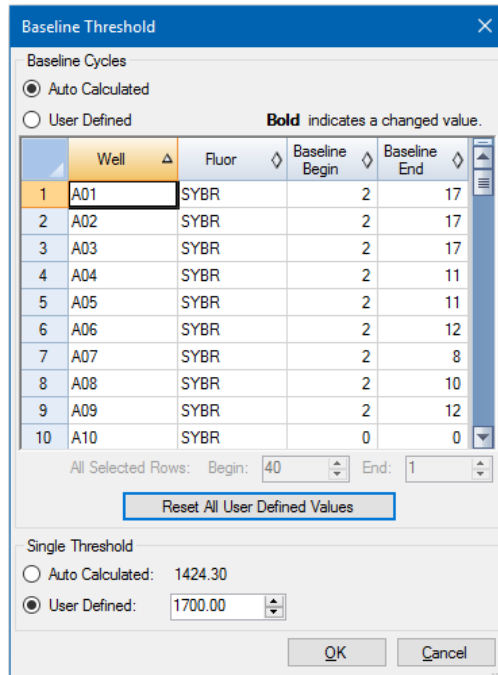 Baseline Threshold
Baseline Cycles
Auto Calculated
User Defined Bold indicates a changed value.
Well Fluor Baseline Begin Baseline End
1 A01 SYBR 2 17
2 A02 SYBR 2 17
3 A03 SYBR 2 17
4 A04 SYBR 2 11
5 A05 SYBR 2 11
6 A06 SYBR 2 12
7 A07 SYBR 2 8
8 A08 SYBR 2 10
9 A09 SYBR 2 12
10 A10 SYBR 0 0
All Selected Rows: Begin: 40 End: 1
Reset All User Defined Values
Single Threshold
Auto Calculated: 1424.30
User Defined: 1700.00
OK Cancel